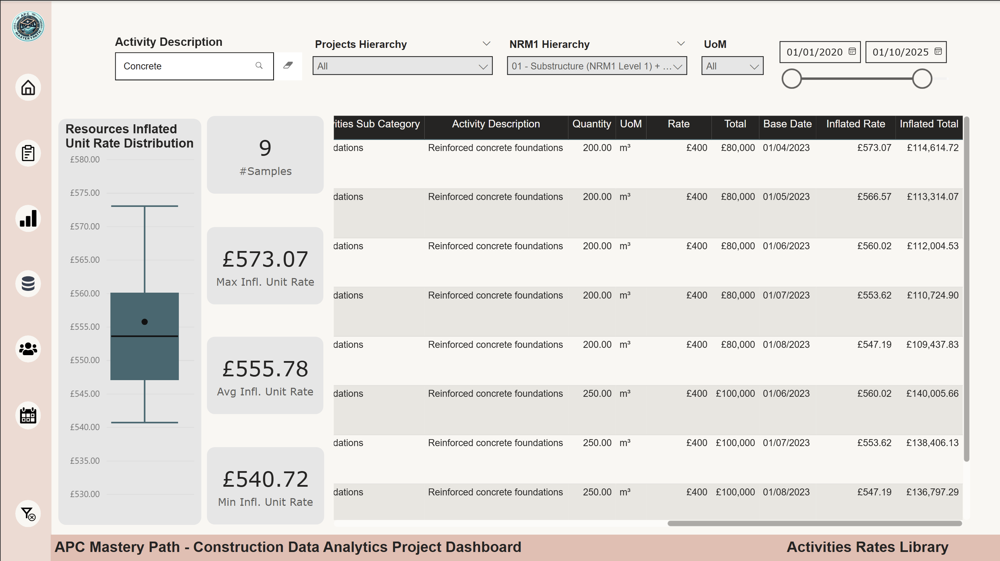 APC
MASTERYPATH
Activity Description
Concrete
Projects Hierarchy
All
NRM1 Hierarchy
01 - Substructure (NRM1 Level 1) + ...
UoM
All
01/01/2020
01/10/2025
Resources Inflated
Unit Rate Distribution
£580.00
£575.00
£570.00
£565.00
£560.00
£555.00
£550.00
£545.00
£540.00
£535.00
£530.00
9
#Samples
£573.07
Max Infl. Unit Rate
£555.78
Avg Infl. Unit Rate
£540.72
Min Infl. Unit Rate
ities Sub Category Activity Description Quantity UoM Rate Total Base Date Inflated Rate Inflated Total
dations Reinforced concrete foundations 200.00 m³ £400 £80,000 01/04/2023 £573.07 £114,614.72
dations Reinforced concrete foundations 200.00 m³ £400 £80,000 01/05/2023 £566.57 £113,314.07
dations Reinforced concrete foundations 200.00 m³ £400 £80,000 01/06/2023 £560.02 £112,004.53
dations Reinforced concrete foundations 200.00 m³ £400 £80,000 01/07/2023 £553.62 £110,724.90
dations Reinforced concrete foundations 200.00 m³ £400 £80,000 01/08/2023 £547.19 £109,437.83
dations Reinforced concrete foundations 250.00 m³ £400 £100,000 01/06/2023 £560.02 £140,005.66
dations Reinforced concrete foundations 250.00 m³ £400 £100,000 01/07/2023 £553.62 £138,406.13
dations Reinforced concrete foundations 250.00 m³ £400 £100,000 01/08/2023 £547.19 £136,797.29
APC Mastery Path - Construction Data Analytics Project Dashboard
Activities Rates Library